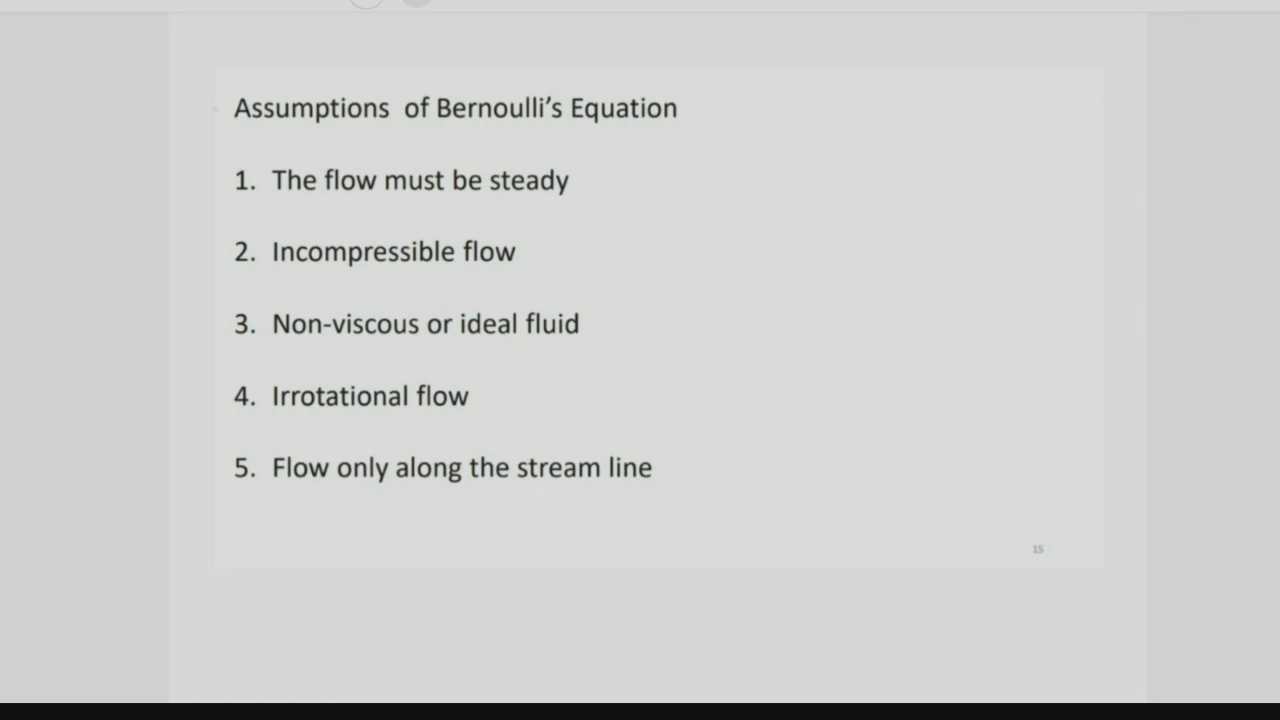 Assumptions of Bernoulli's Equation
1. The flow must be steady
2. Incompressible flow
3. Non-viscous or ideal fluid
4. Irrotational flow
5. Flow only along the stream line
15